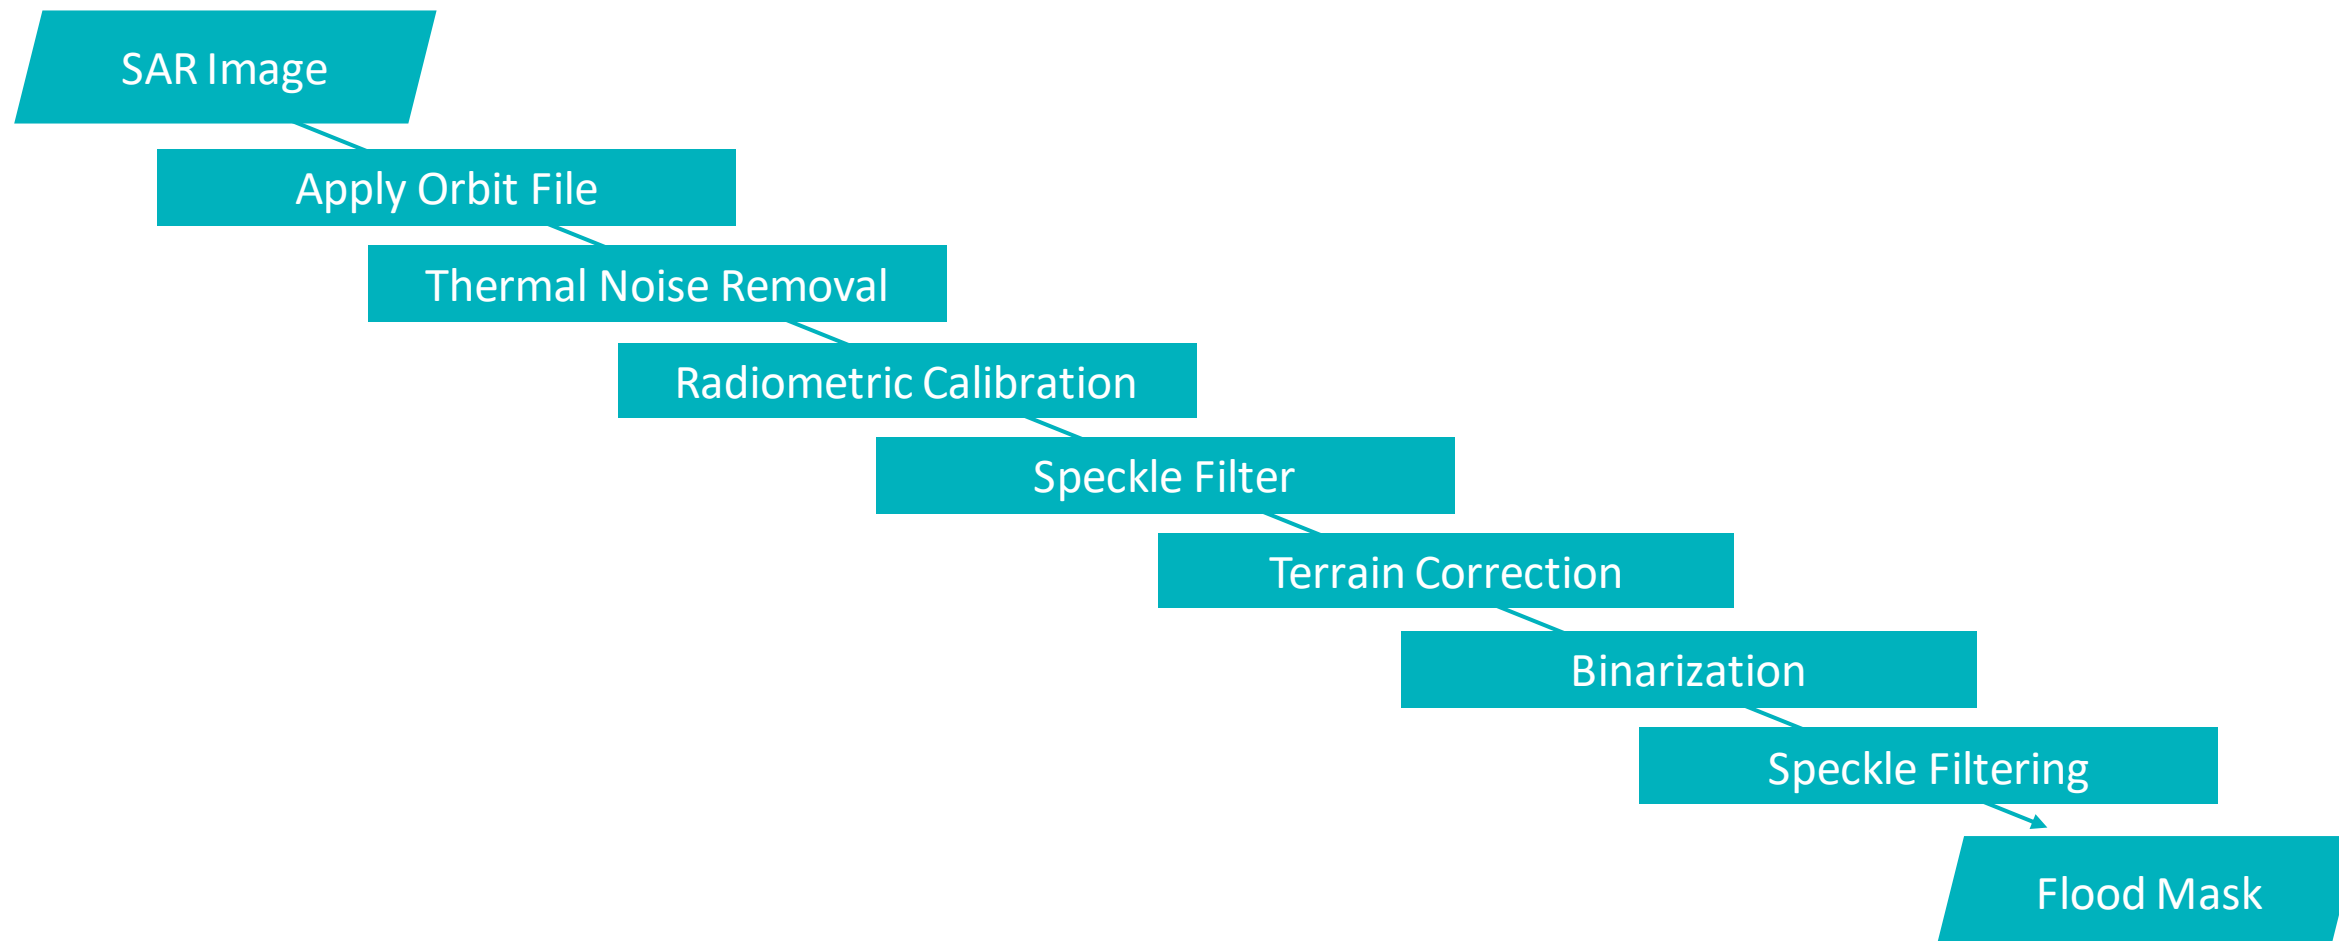 SAR Image
Apply Orbit File
Thermal Noise Removal
Radiometric Calibration
Speckle Filter
Terrain Correction
Binarization
Speckle Filtering
Flood Mask